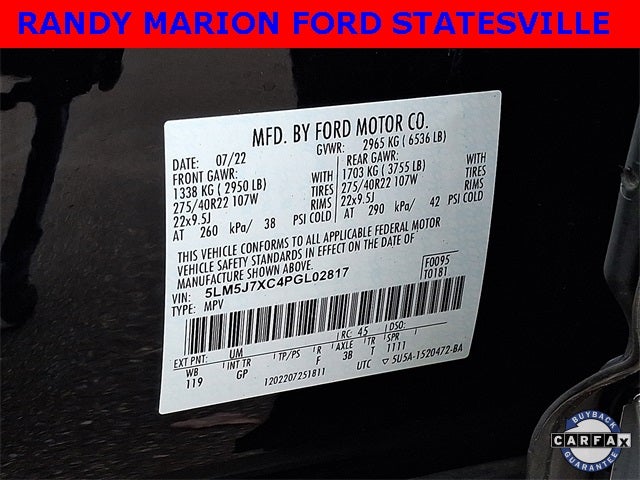 RANDY MARION FORD STATESVILLE
MFD. BY FORD MOTOR CO.
DATE: 07/22 GVWR: 2965 KG ( 6536 LB)
FRONT GAWR: REAR GAWR:
1338 KG ( 2950 LB) WITH 1703 KG ( 3755 LB) WITH
275/40R22 107W TIRES 275/40R22 107W TIRES
22x9.5J RIMS 22x9.5J RIMS
AT 260 kPa/ 38 PSI COLD AT 290 kPa/ 42 PSI COLD
THIS VEHICLE CONFORMS TO ALL APPLICABLE FEDERAL MOTOR
VEHICLE SAFETY STANDARDS IN EFFECT ON THE DATE OF
MANUFACTURE SHOWN ABOVE.
VIN: 5LM5J7XC4PGL02817 F0095
TYPE: MPV T0181
EXT PNT: UM RC: 45 DSO:
WB INT TR TP/PS R AXLE TR SPR
119 GP F 3B T 1111
1202207251811 UTC 5U5A-1520472-BA
BUYBACK
CARFAX
GUARANTEE